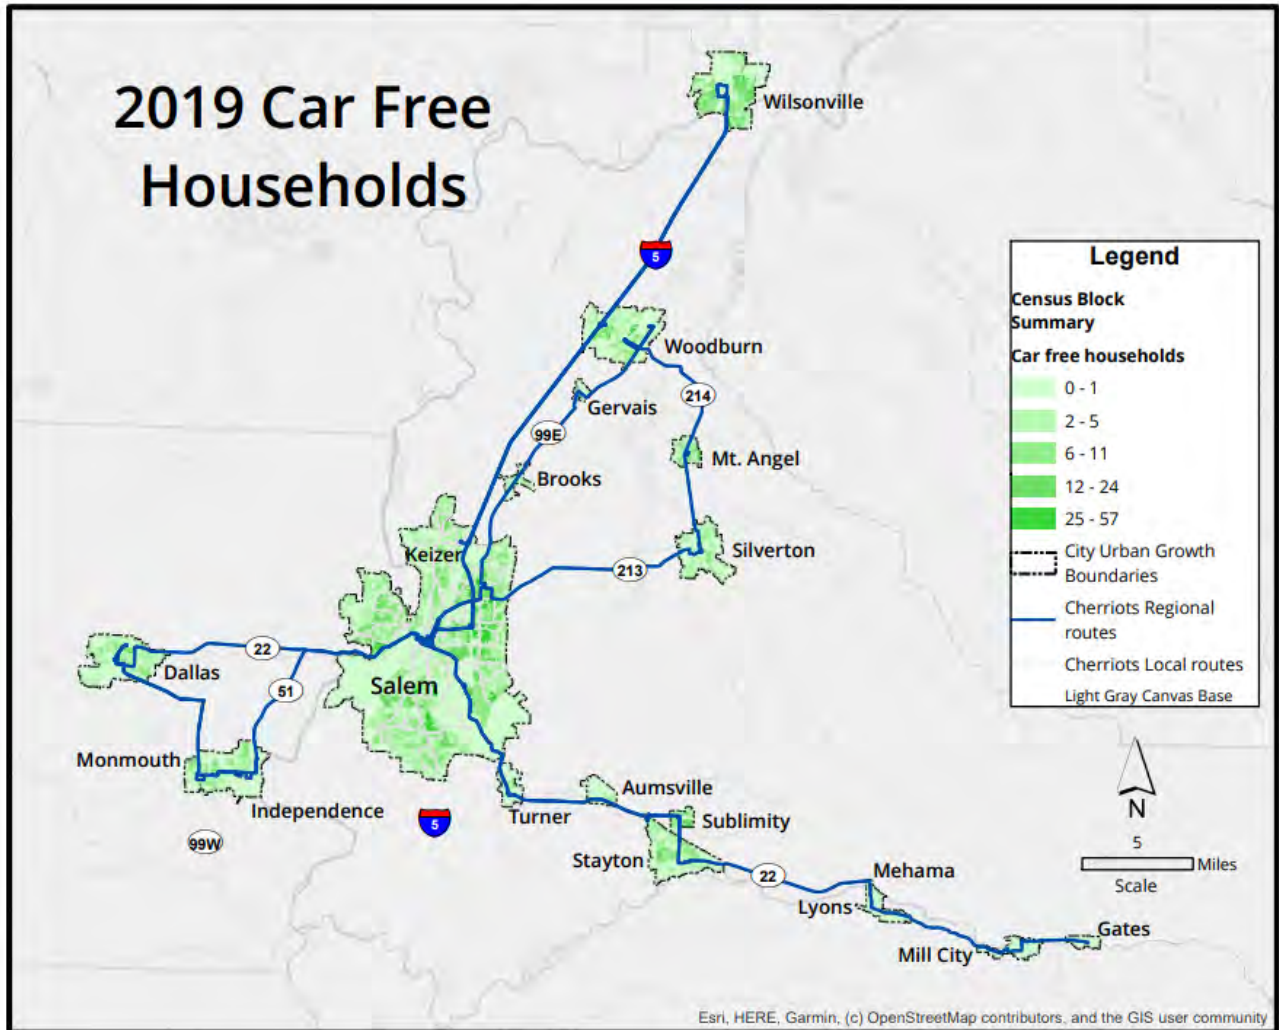 2019 Car Free
Households
Wilsonville
5
Legend
Census Block
Summary
Car free households
0 - 1
2 - 5
6 - 11
12 - 24
25 - 57
City Urban Growth
Boundaries
Cherriots Regional
routes
Cherriots Local routes
Light Gray Canvas Base
Woodburn
214
Gervais
99E
Mt. Angel
Brooks
Keizer
Silverton
213
22
Dallas
51
Salem
Monmouth
Independence
99W
5
Turner
Aumsville
Sublimity
Stayton
22
Mehama
Lyons
Mill City
Gates
N
5
Miles
Scale
Esri, HERE, Garmin, (c) OpenStreetMap contributors, and the GIS user community